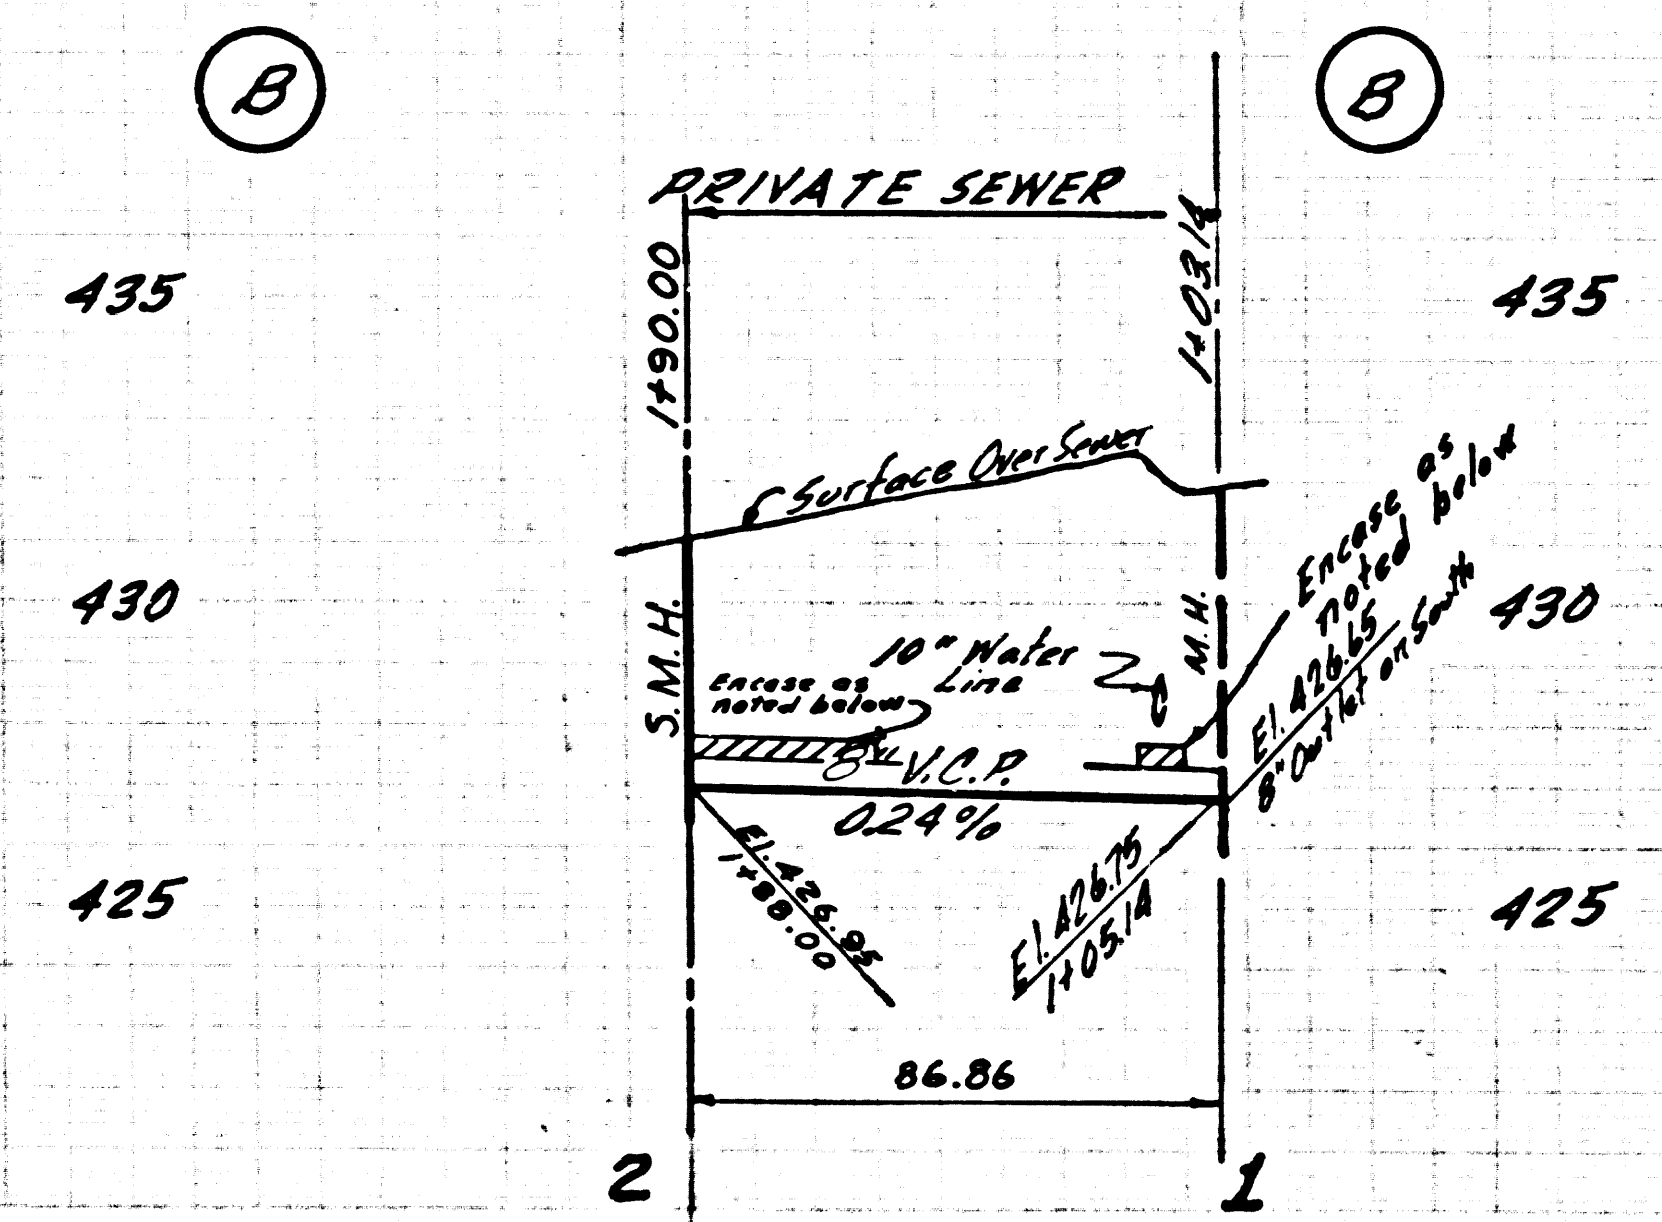 B
B
PRIVATE SEWER
1+90.00
1+03.14
435
435
Surface Over Sewer
Encase as
noted below
430
430
S.M.H.
M.H.
10" Water
Line
Encase as
noted below
El. 426.65
8" Outlet on South
8" V.C.P.
0.24%
El. 426.95
1+88.00
El. 426.75
1+05.14
425
425
86.86
2
1